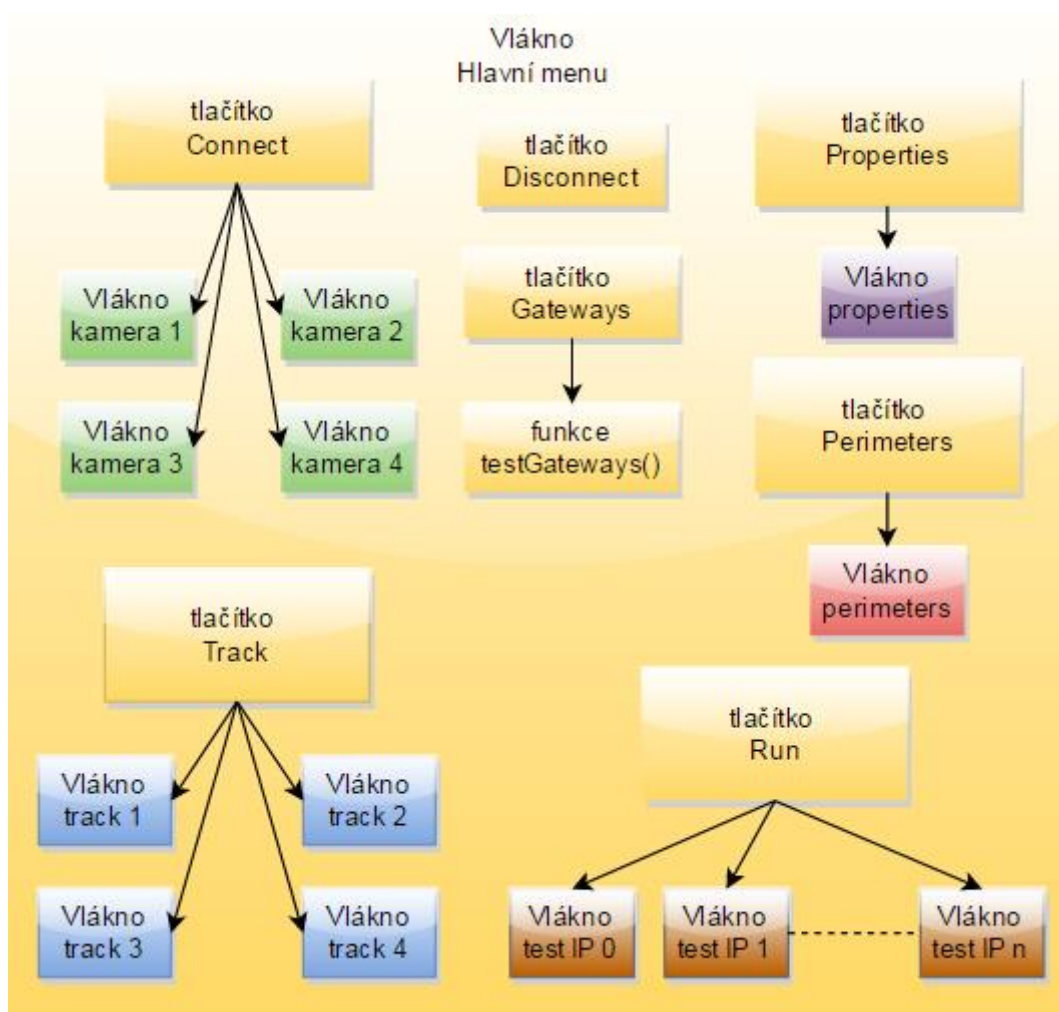 Vlákno
Hlavní menu
tlačítko
Connect
tlačítko
Disconnect
tlačítko
Properties
Vlákno
kamera 1
Vlákno
kamera 2
tlačítko
Gateways
Vlákno
properties
Vlákno
kamera 3
Vlákno
kamera 4
funkce
testGateways()
tlačítko
Perimeters
Vlákno
perimeters
tlačítko
Track
tlačítko
Run
Vlákno
track 1
Vlákno
track 2
Vlákno
track 3
Vlákno
track 4
Vlákno
test IP 0
Vlákno
test IP 1
Vlákno
test IP n